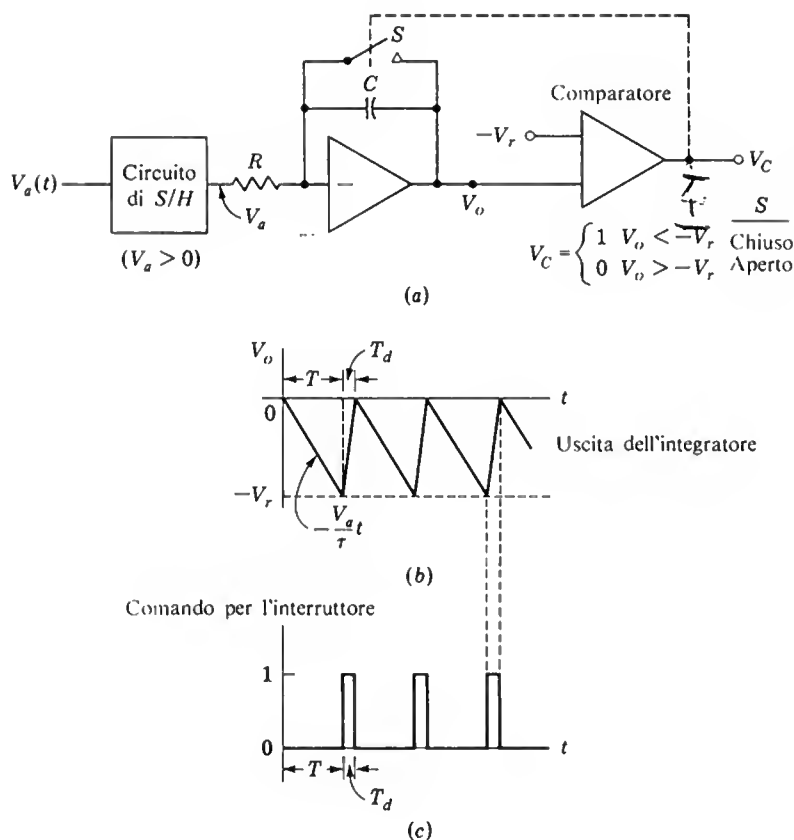 S
C
Comparatore
R
−V_r
V_a(t)
Circuito
di S/H
−
V_a
V_o
V_C
(V_a > 0)
V_C = { 1 V_o < −V_r
0 V_o > −V_r
S
Chiuso
Aperto
(a)
V_o
T_d
T
0
t
Uscita dell'integratore
−V_r
− V_a/τ t
(b)
Comando per l'interruttore
1
0
t
T
T_d
(c)